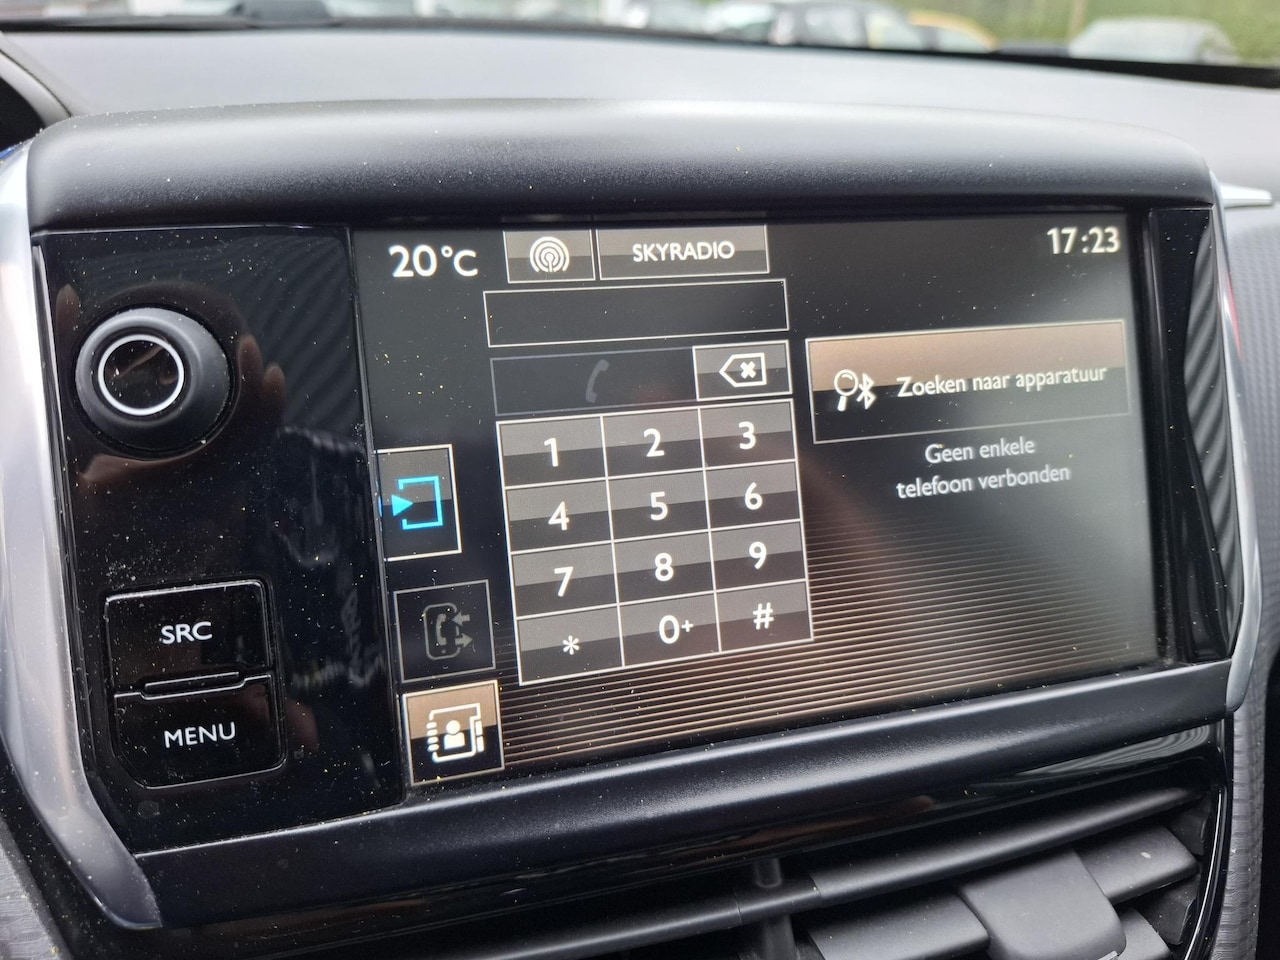 20°C
SKYRADIO
17:23
Zoeken naar apparatuur
Geen enkele
telefoon verbonden
1 2 3
4 5 6
7 8 9
* 0+ #
SRC
MENU